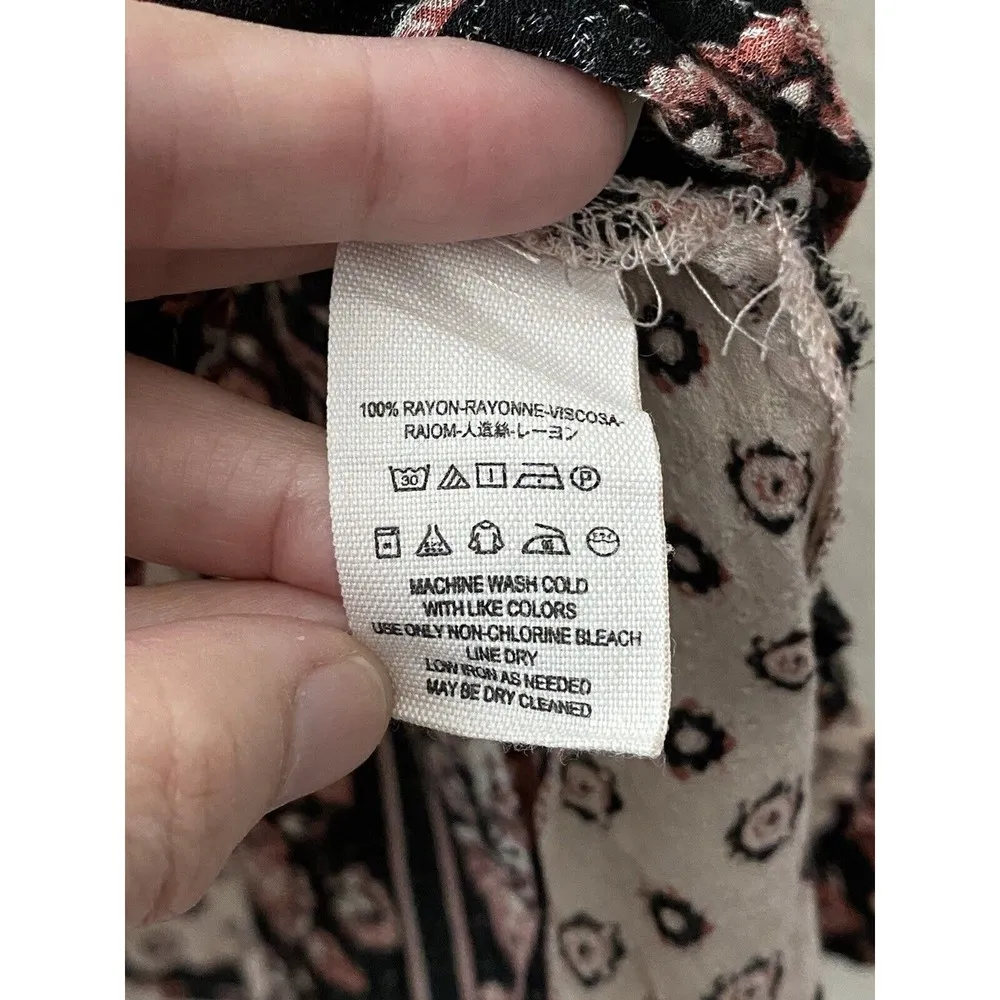 100% RAYON-RAYONNE-VISCOSA-
RAIOM-人造絲-レーヨン
30 P
MACHINE WASH COLD
WITH LIKE COLORS
USE ONLY NON-CHLORINE BLEACH
LINE DRY
LOW IRON AS NEEDED
MAY BE DRY CLEANED